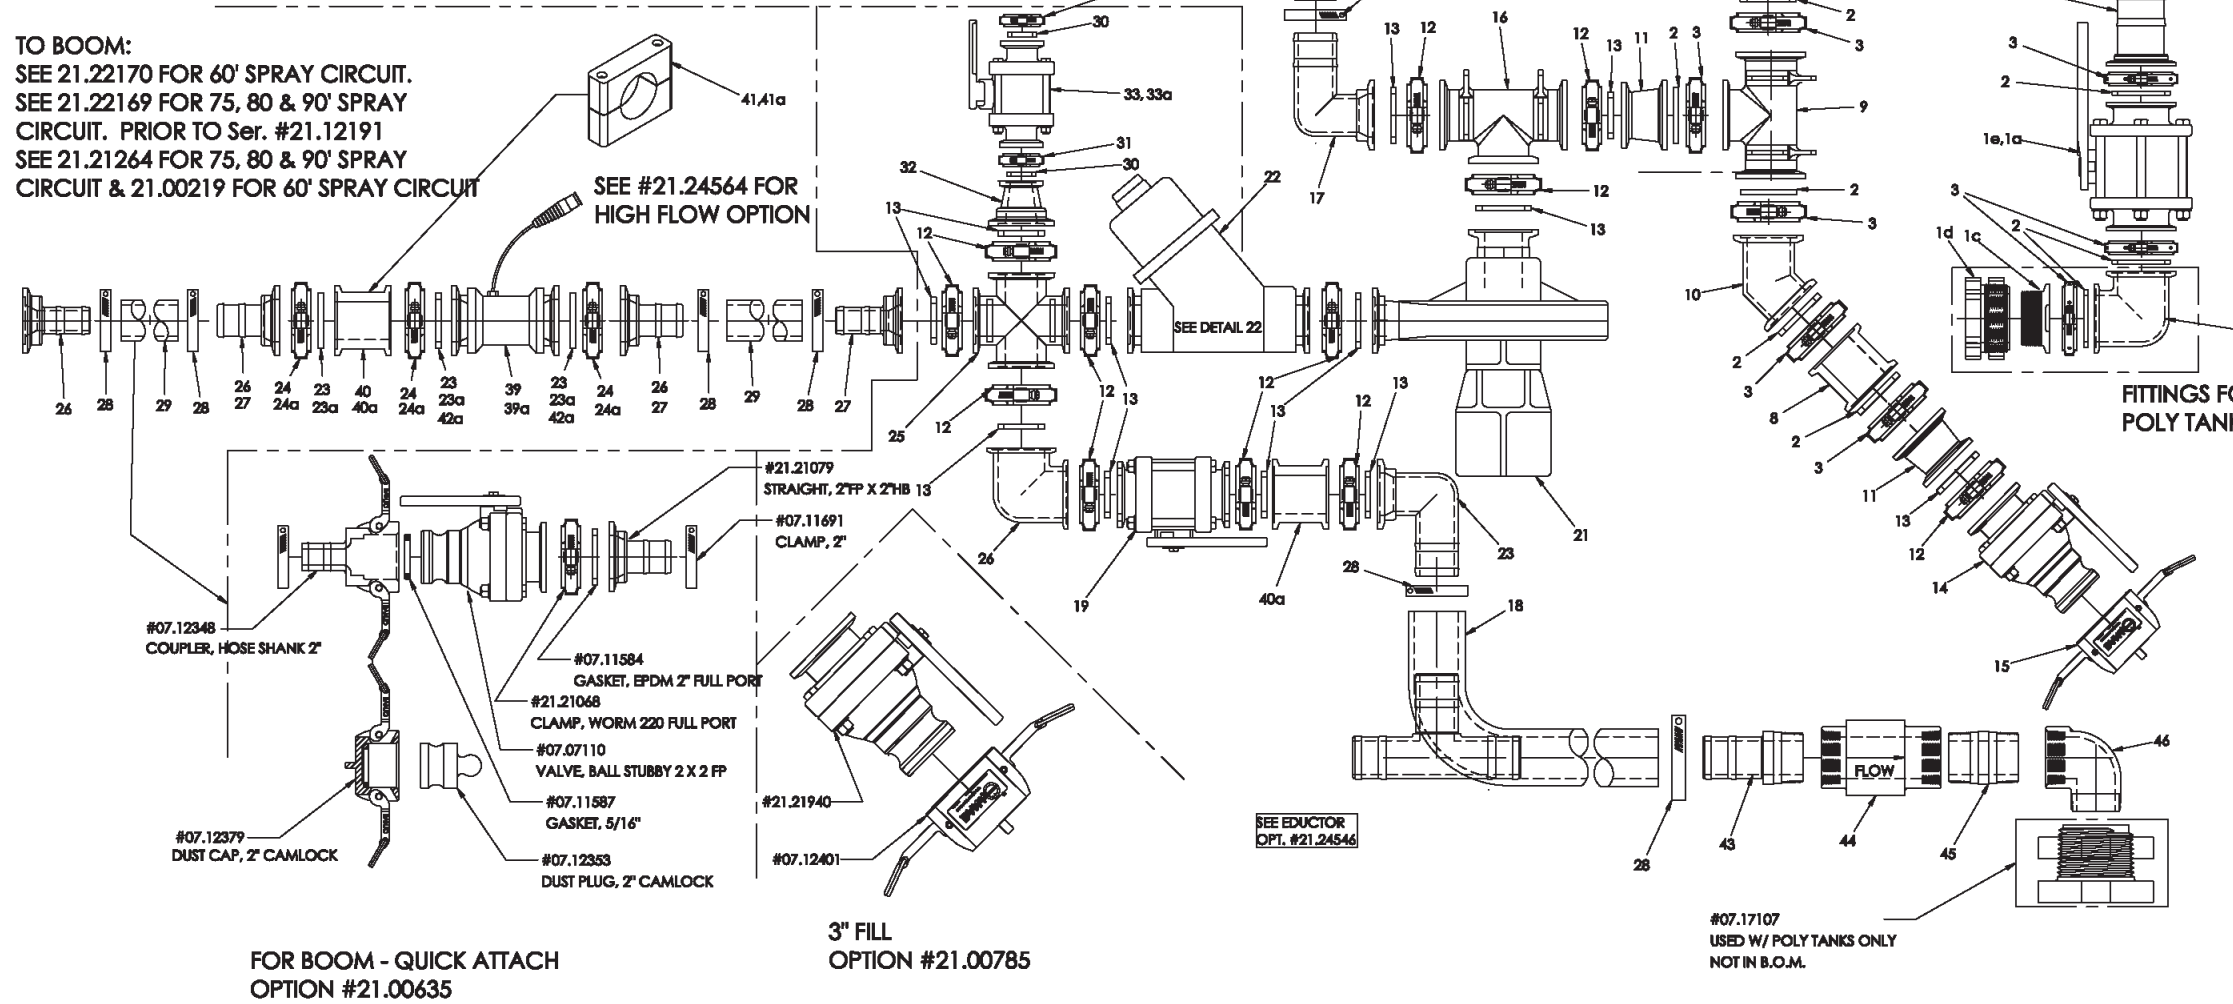 TO BOOM:
SEE 21.22170 FOR 60' SPRAY CIRCUIT.
SEE 21.22169 FOR 75, 80 & 90' SPRAY
CIRCUIT. PRIOR TO Ser. #21.12191
SEE 21.21264 FOR 75, 80 & 90' SPRAY
CIRCUIT & 21.00219 FOR 60' SPRAY CIRCUIT
41,41a
SEE #21.24564 FOR
HIGH FLOW OPTION
30
33, 33a
31
30
32
13
12
22
SEE DETAIL 22
13
12
16
12
13
11
2
3
17
12
13
2
3
9
2
3
10
3
2
1e,1a
3
2
1d
1c
FITTINGS FO
POLY TANK
26
28
29
28
26
27
24
24a
23
23a
40
40a
24
24a
23
23a
42a
39
39a
23
23a
42a
24
24a
26
27
28
29
28
27
25
12
13
12
13
12
13
12
13
26
19
40a
23
21
28
18
2
3
8
2
3
11
13
12
14
15
#21.21079
STRAIGHT, 2"FP X 2"HB
#07.11691
CLAMP, 2"
#07.12348
COUPLER, HOSE SHANK 2"
#07.11584
GASKET, EPDM 2" FULL PORT
#21.21068
CLAMP, WORM 220 FULL PORT
#07.07110
VALVE, BALL STUBBY 2 X 2 FP
#07.11587
GASKET, 5/16"
#07.12379
DUST CAP, 2" CAMLOCK
#07.12353
DUST PLUG, 2" CAMLOCK
FOR BOOM - QUICK ATTACH
OPTION #21.00635
#21.21940
#07.12401
3" FILL
OPTION #21.00785
SEE EDUCTOR
OPT. #21.24546
28
43
FLOW
44
45
46
#07.17107
USED W/ POLY TANKS ONLY
NOT IN B.O.M.